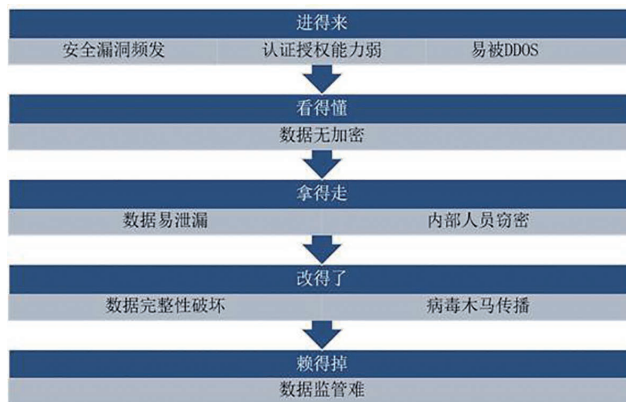 进得来
安全漏洞频发 认证授权能力弱 易被DDOS
看得懂
数据无加密
拿得走
数据易泄漏 内部人员窃密
改得了
数据完整性破坏 病毒木马传播
赖得掉
数据监管难